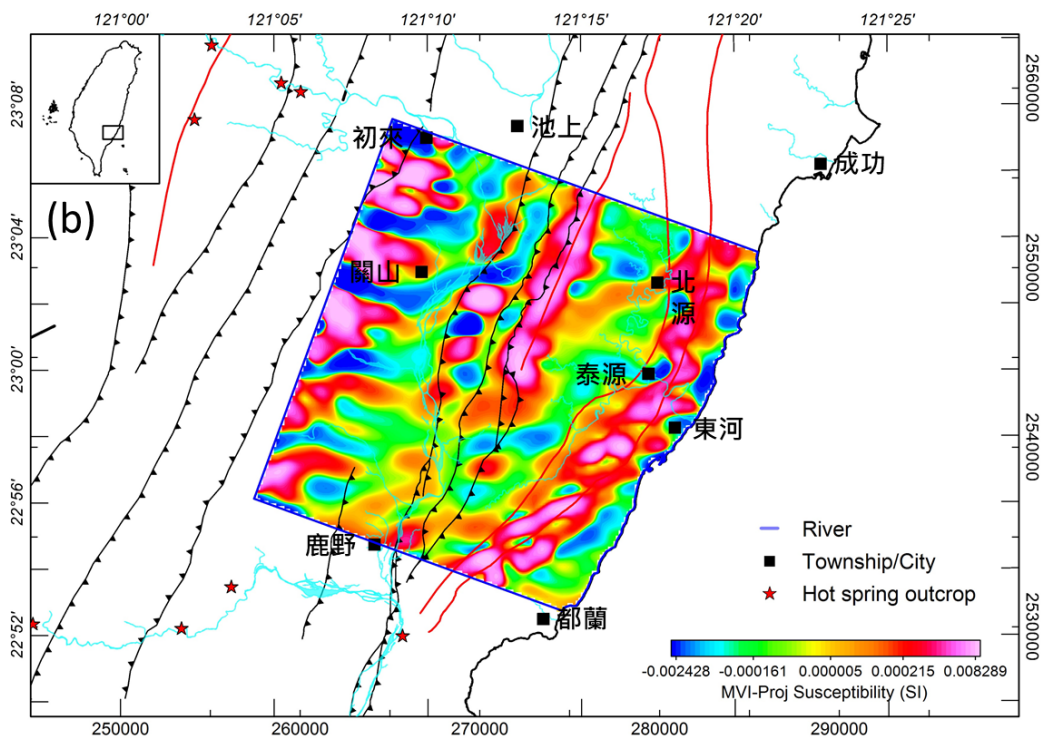 121°00'
121°05'
121°10'
121°15'
121°20'
121°25'
23°08'
23°04'
23°00'
22°56'
22°52'
2560000
2550000
2540000
2530000
(b)
初來
池上
成功
關山
北源
泰源
東河
鹿野
都蘭
River
Township/City
Hot spring outcrop
-0.002428 -0.000161 0.000005 0.000215 0.008289
MVI-Proj Susceptibility (SI)
250000
260000
270000
280000
290000